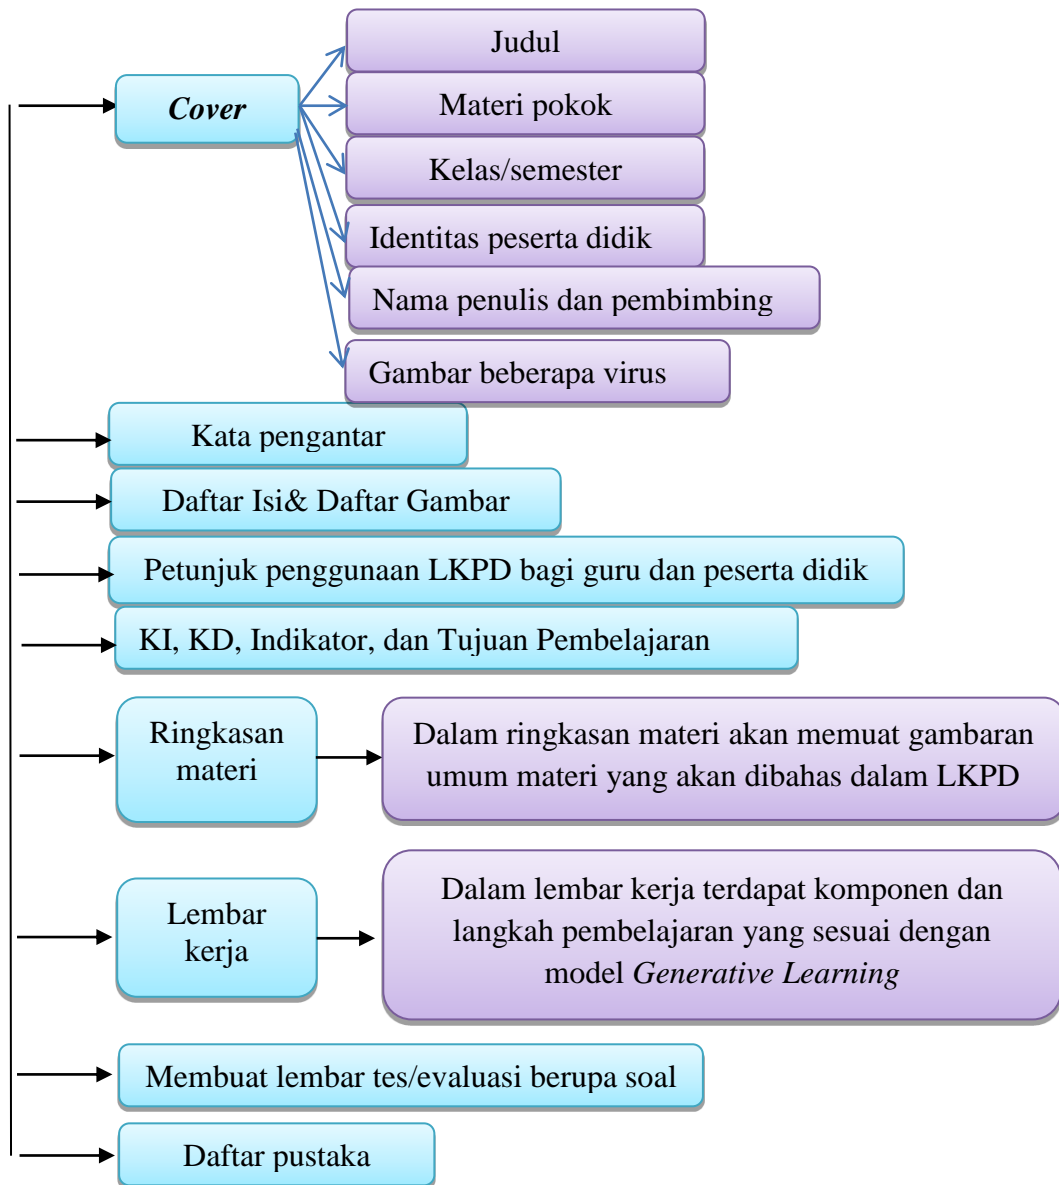 Judul
Cover
Materi pokok
Kelas/semester
Identitas peserta didik
Nama penulis dan pembimbing
Gambar beberapa virus
Kata pengantar
Daftar Isi& Daftar Gambar
Petunjuk penggunaan LKPD bagi guru dan peserta didik
KI, KD, Indikator, dan Tujuan Pembelajaran
Ringkasan
materi
Dalam ringkasan materi akan memuat gambaran
umum materi yang akan dibahas dalam LKPD
Lembar
kerja
Dalam lembar kerja terdapat komponen dan
langkah pembelajaran yang sesuai dengan
model Generative Learning
Membuat lembar tes/evaluasi berupa soal
Daftar pustaka